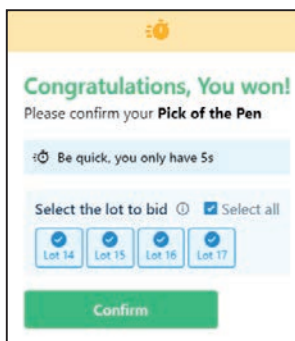 Congratulations, You won!
Please confirm your Pick of the Pen
Be quick, you only have 5s
Select the lot to bid Select all
Lot 14 Lot 15 Lot 16 Lot 17
Confirm